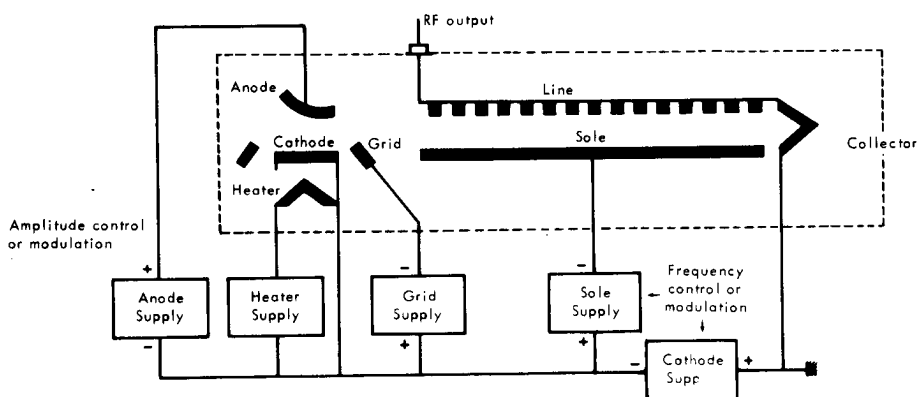 RF output
Anode
Line
Cathode
Grid
Sole
Collector
Heater
Amplitude control
or modulation
+
-
-
Frequency
control or
modulation
Anode
Supply
Heater
Supply
Grid
Supply
Sole
Supply
-
+
+
-
+
Cathode
Supp